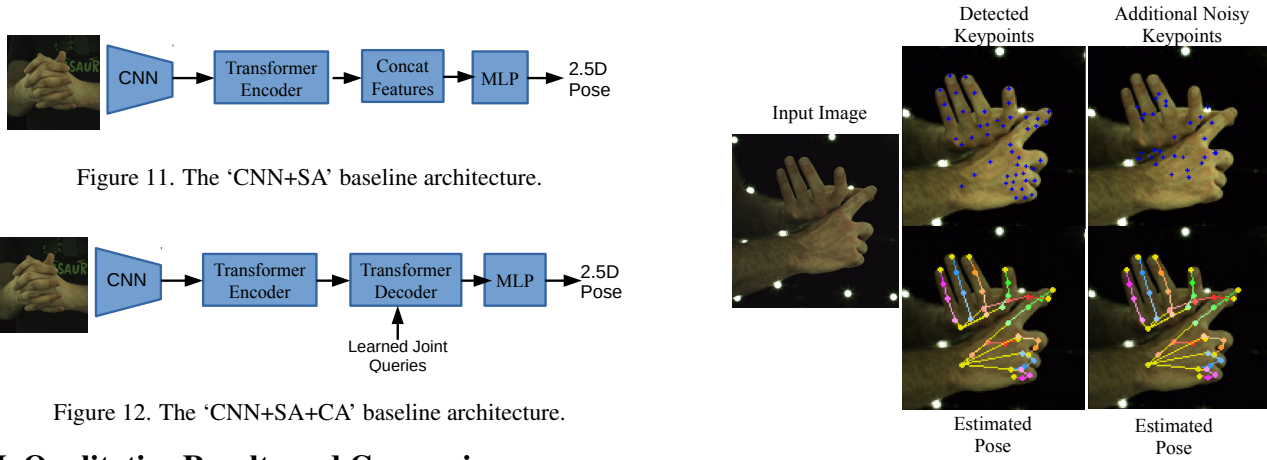 CNN
Transformer
Encoder
Concat
Features
MLP
2.5D
Pose
Figure 11. The ‘CNN+SA’ baseline architecture.
CNN
Transformer
Encoder
Transformer
Decoder
MLP
2.5D
Pose
Learned Joint
Queries
Figure 12. The ‘CNN+SA+CA’ baseline architecture.
Input Image
Detected
Keypoints
Additional Noisy
Keypoints
Estimated
Pose
Estimated
Pose